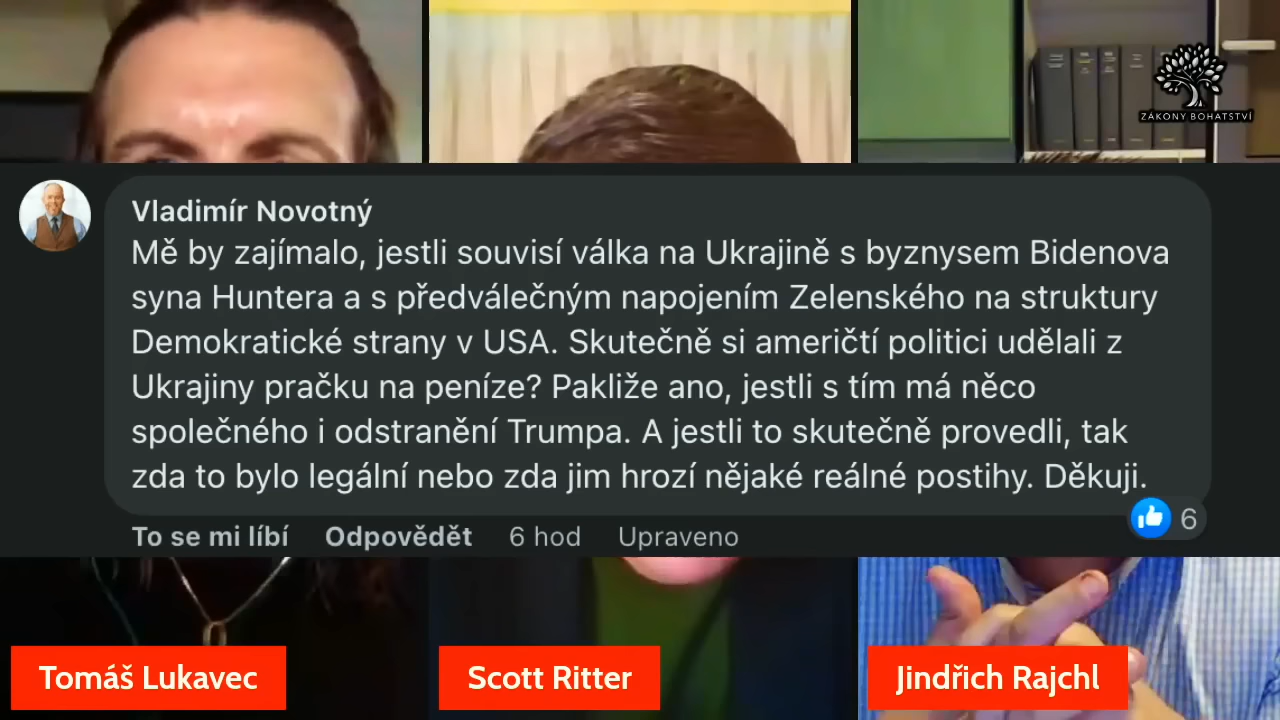 ZÁKONY BOHATSTVÍ
Vladimír Novotný
Mě by zajímalo, jestli souvisí válka na Ukrajině s byznysem Bidenova
syna Huntera a s předválečným napojením Zelenského na struktury
Demokratické strany v USA. Skutečně si američtí politici udělali z
Ukrajiny pračku na peníze? Pakliže ano, jestli s tím má něco
společného i odstranění Trumpa. A jestli to skutečně provedli, tak
zda to bylo legální nebo zda jim hrozí nějaké reálné postihy. Děkuji.
To se mi líbí Odpovědět 6 hod Upraveno 6
Tomáš Lukavec Scott Ritter Jindřich Rajchl